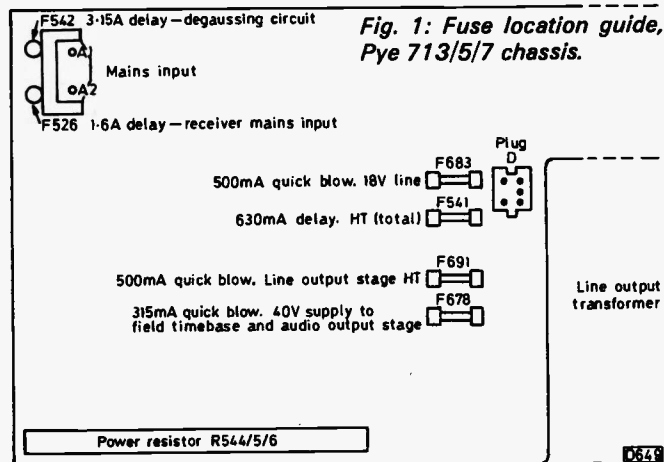 F542 3·15A delay—degaussing circuit
Fig. 1: Fuse location guide,
Pye 713/5/7 chassis.
A1
Mains input
A2
F526 1·6A delay—receiver mains input
Plug
D
F683
500mA quick blow. 18V line
F541
630mA delay. HT (total)
F691
500mA quick blow. Line output stage HT
F678
315mA quick blow. 40V supply to
field timebase and audio output stage
Line output
transformer
Power resistor R544/5/6
D649